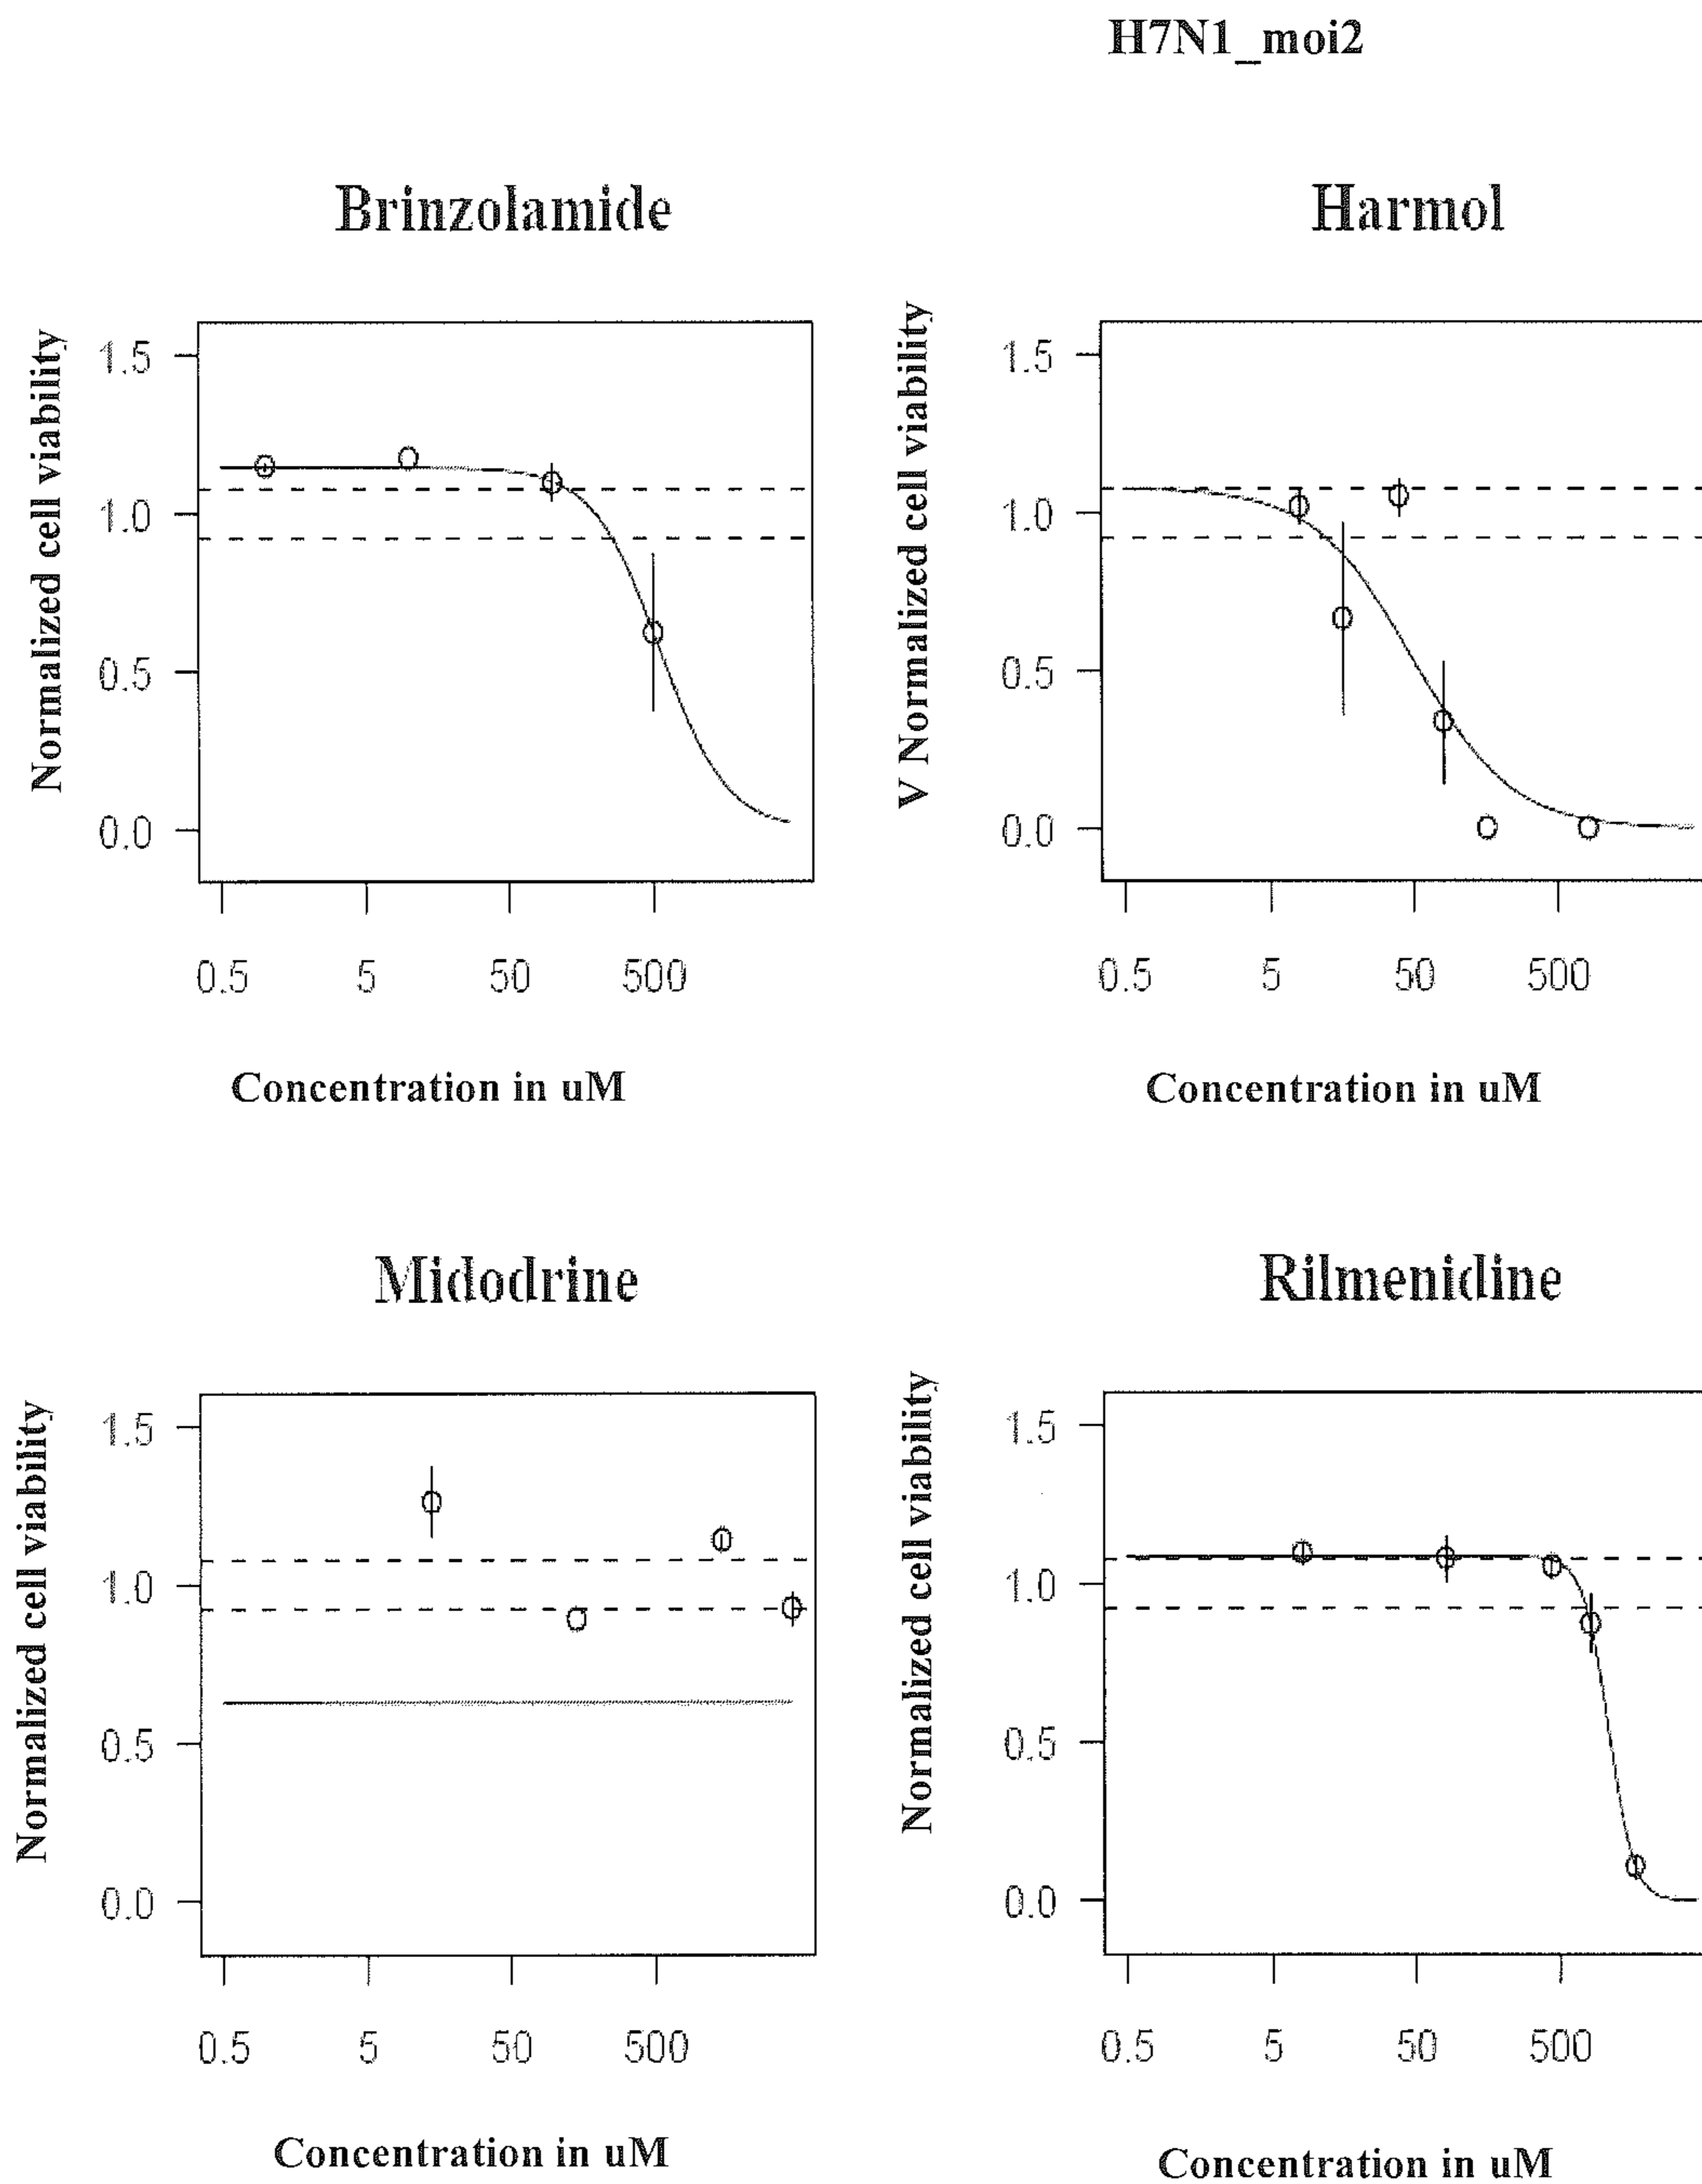 H7N1_moi2
Brinzolamide
Normalized cell viability
1.5
1.0
0.5
0.0
0.5 5 50 500
Concentration in uM
Harmol
V Normalized cell viability
1.5
1.0
0.5
0.0
0.5 5 50 500
Concentration in uM
Midodrine
Normalized cell viability
1.5
1.0
0.5
0.0
0.5 5 50 500
Concentration in uM
Rilmenidine
Normalized cell viability
1.5
1.0
0.5
0.0
0.5 5 50 500
Concentration in uM